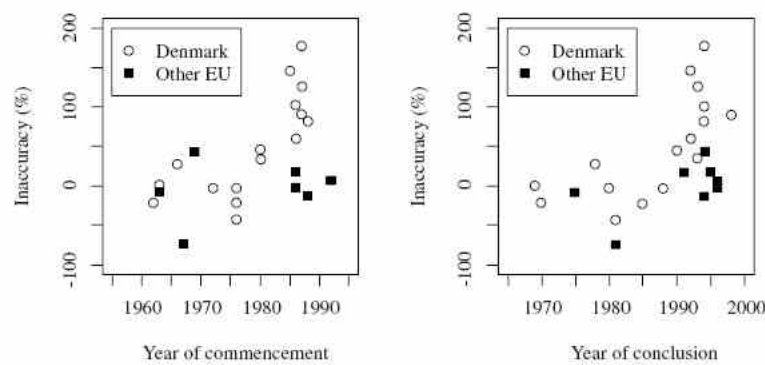 200
100
0
-100
Inaccuracy (%)
Denmark
Other EU
1960 1970 1980 1990
Year of commencement
200
100
0
-100
Inaccuracy (%)
Denmark
Other EU
1970 1980 1990 2000
Year of conclusion